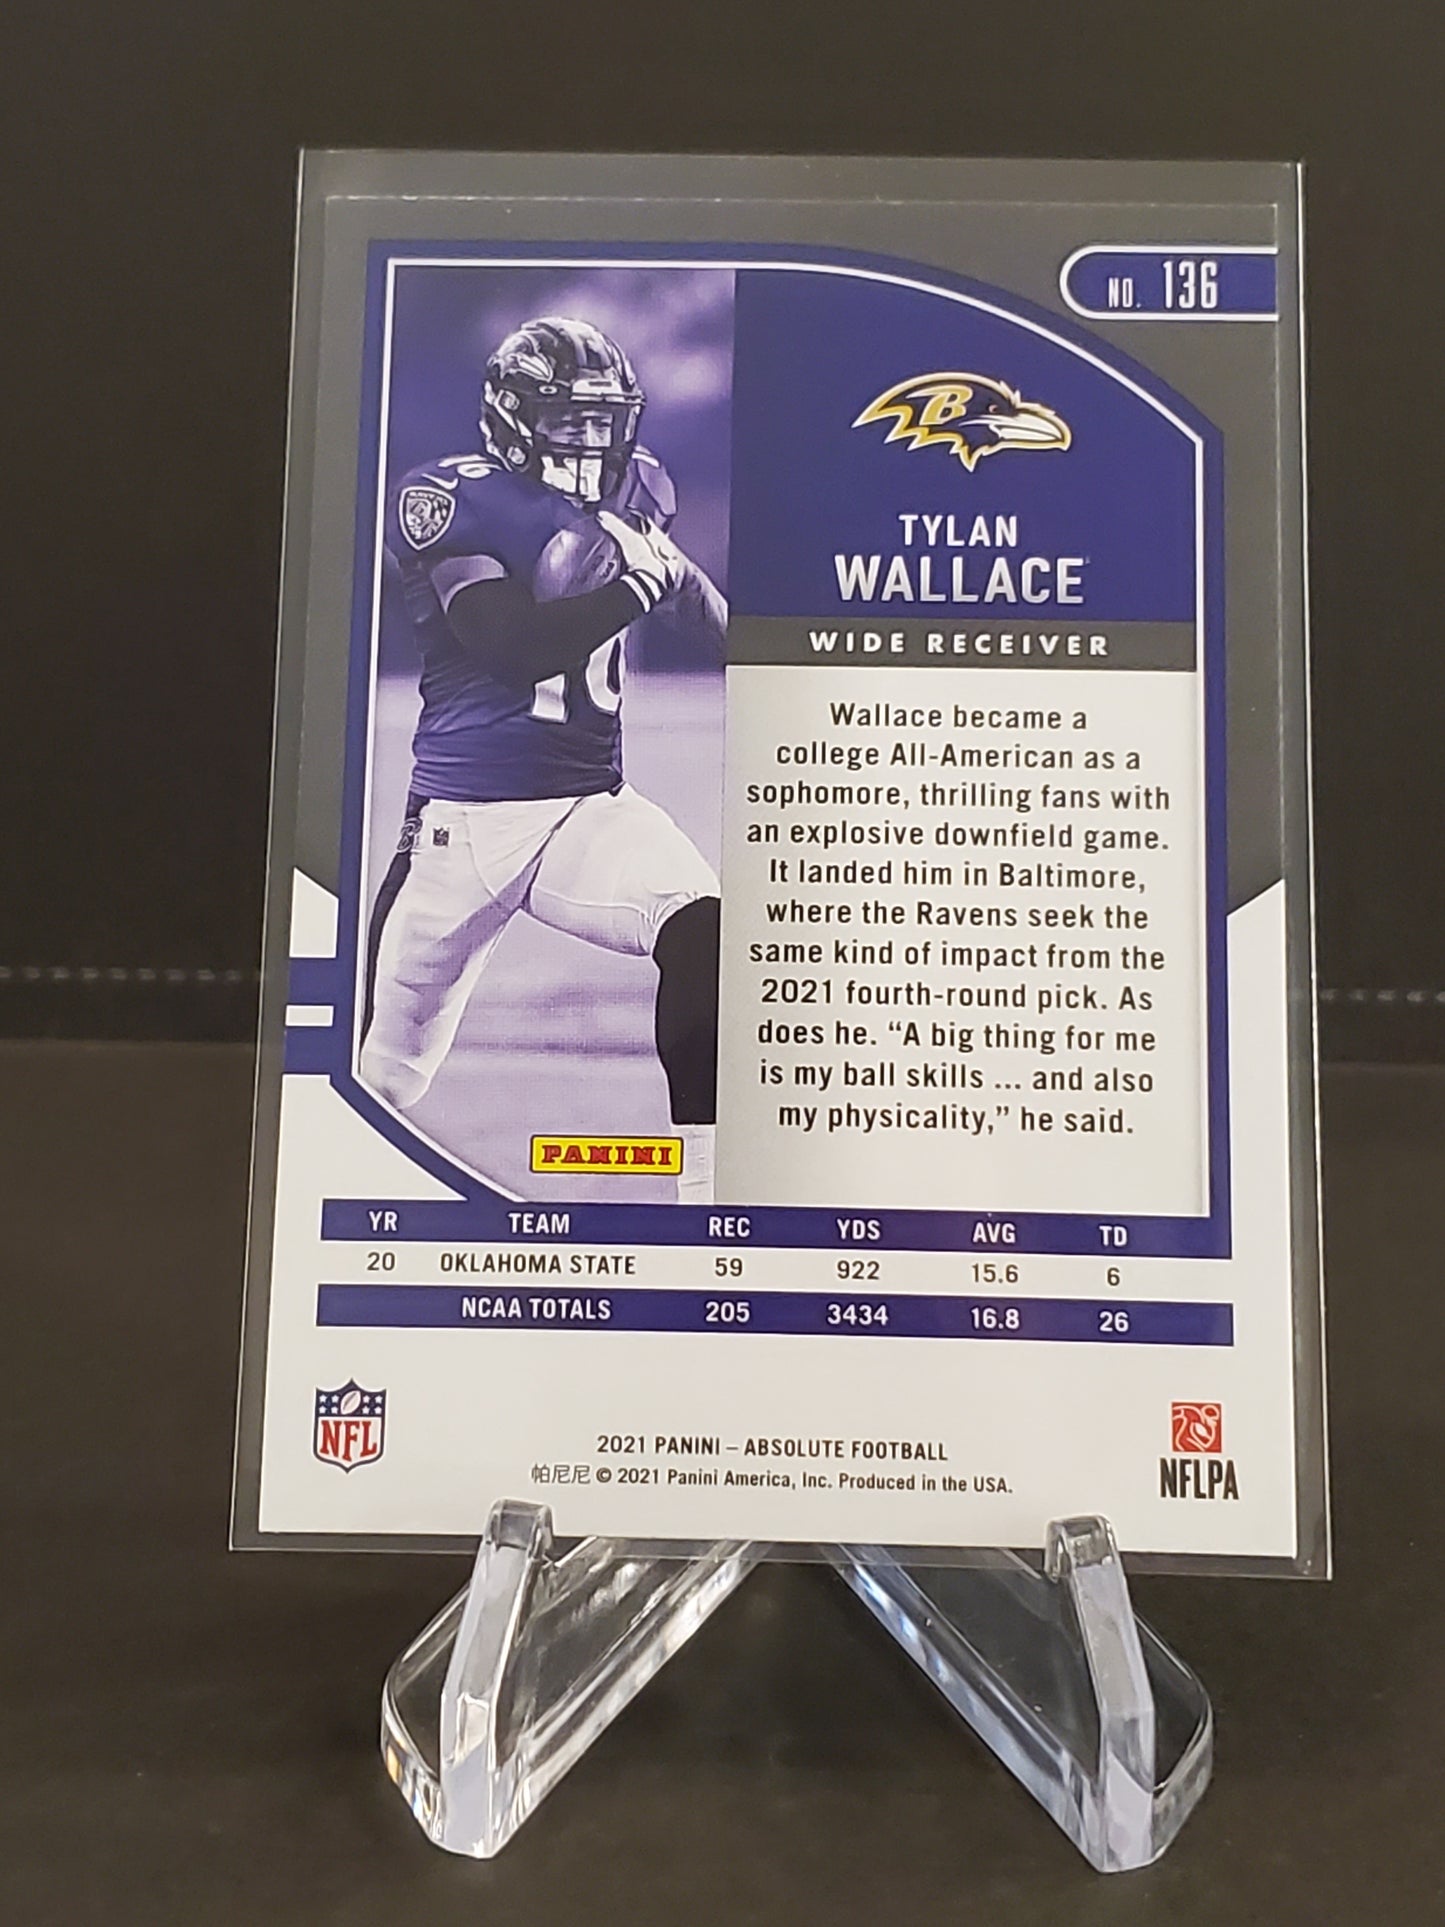 NO. 136
B
TYLAN
WALLACE
WIDE RECEIVER
16
16
Wallace became a
college All-American as a
sophomore, thrilling fans with
an explosive downfield game.
It landed him in Baltimore,
where the Ravens seek the
same kind of impact from the
2021 fourth-round pick. As
does he. “A big thing for me
is my ball skills ... and also
my physicality,” he said.
PANINI
YR TEAM REC YDS AVG TD
20 OKLAHOMA STATE 59 922 15.6 6
NCAA TOTALS 205 3434 16.8 26
NFL
2021 PANINI – ABSOLUTE FOOTBALL
帕尼尼 © 2021 Panini America, Inc. Produced in the USA.
NFLPA